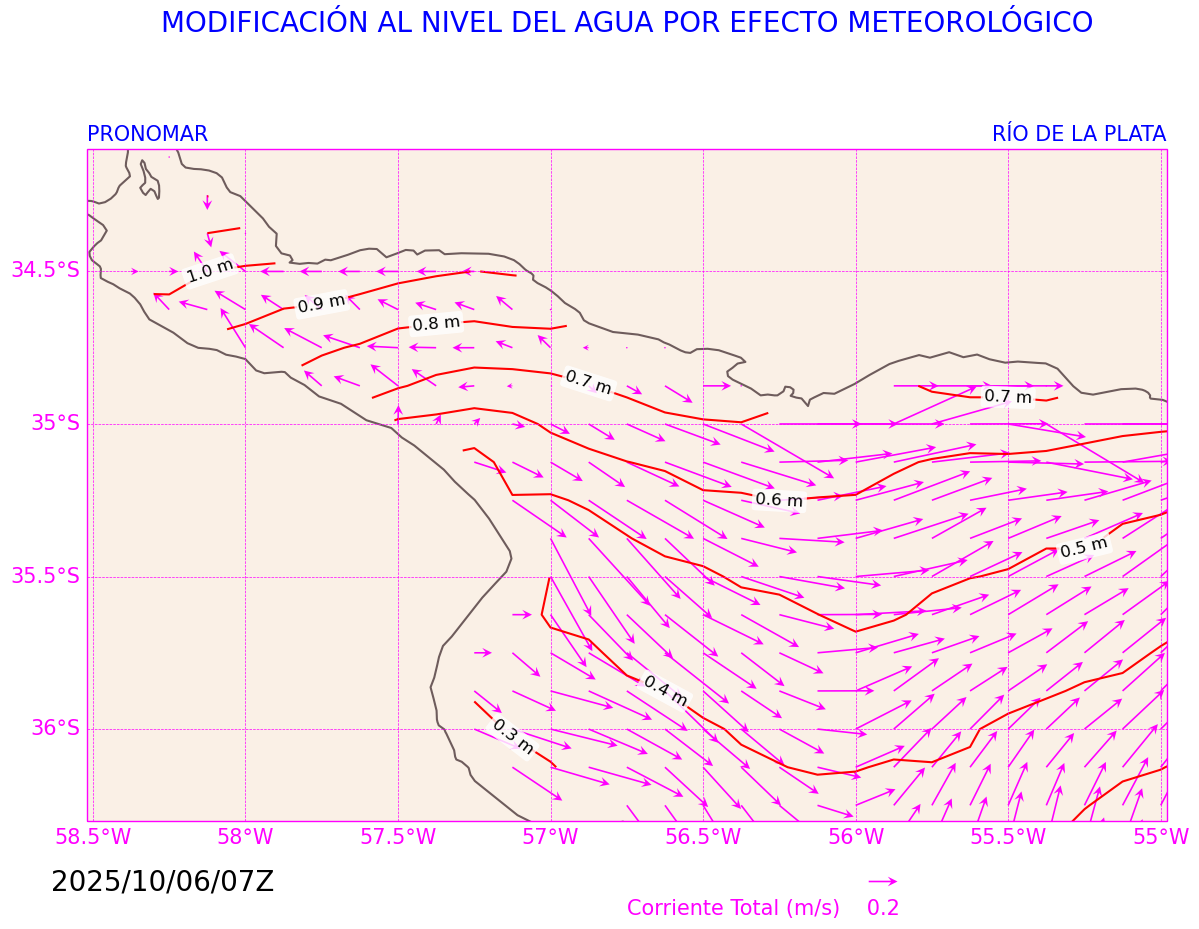 MODIFICACIÓN AL NIVEL DEL AGUA POR EFECTO METEOROLÓGICO
PRONOMAR RÍO DE LA PLATA
1.0 m
34.5°S
0.9 m
0.8 m
0.7 m
0.7 m
35°S
0.6 m
0.5 m
35.5°S
0.4 m
36°S
0.3 m
58.5°W 58°W 57.5°W 57°W 56.5°W 56°W 55.5°W 55°W
2025/10/06/07Z
Corriente Total (m/s) 0.2